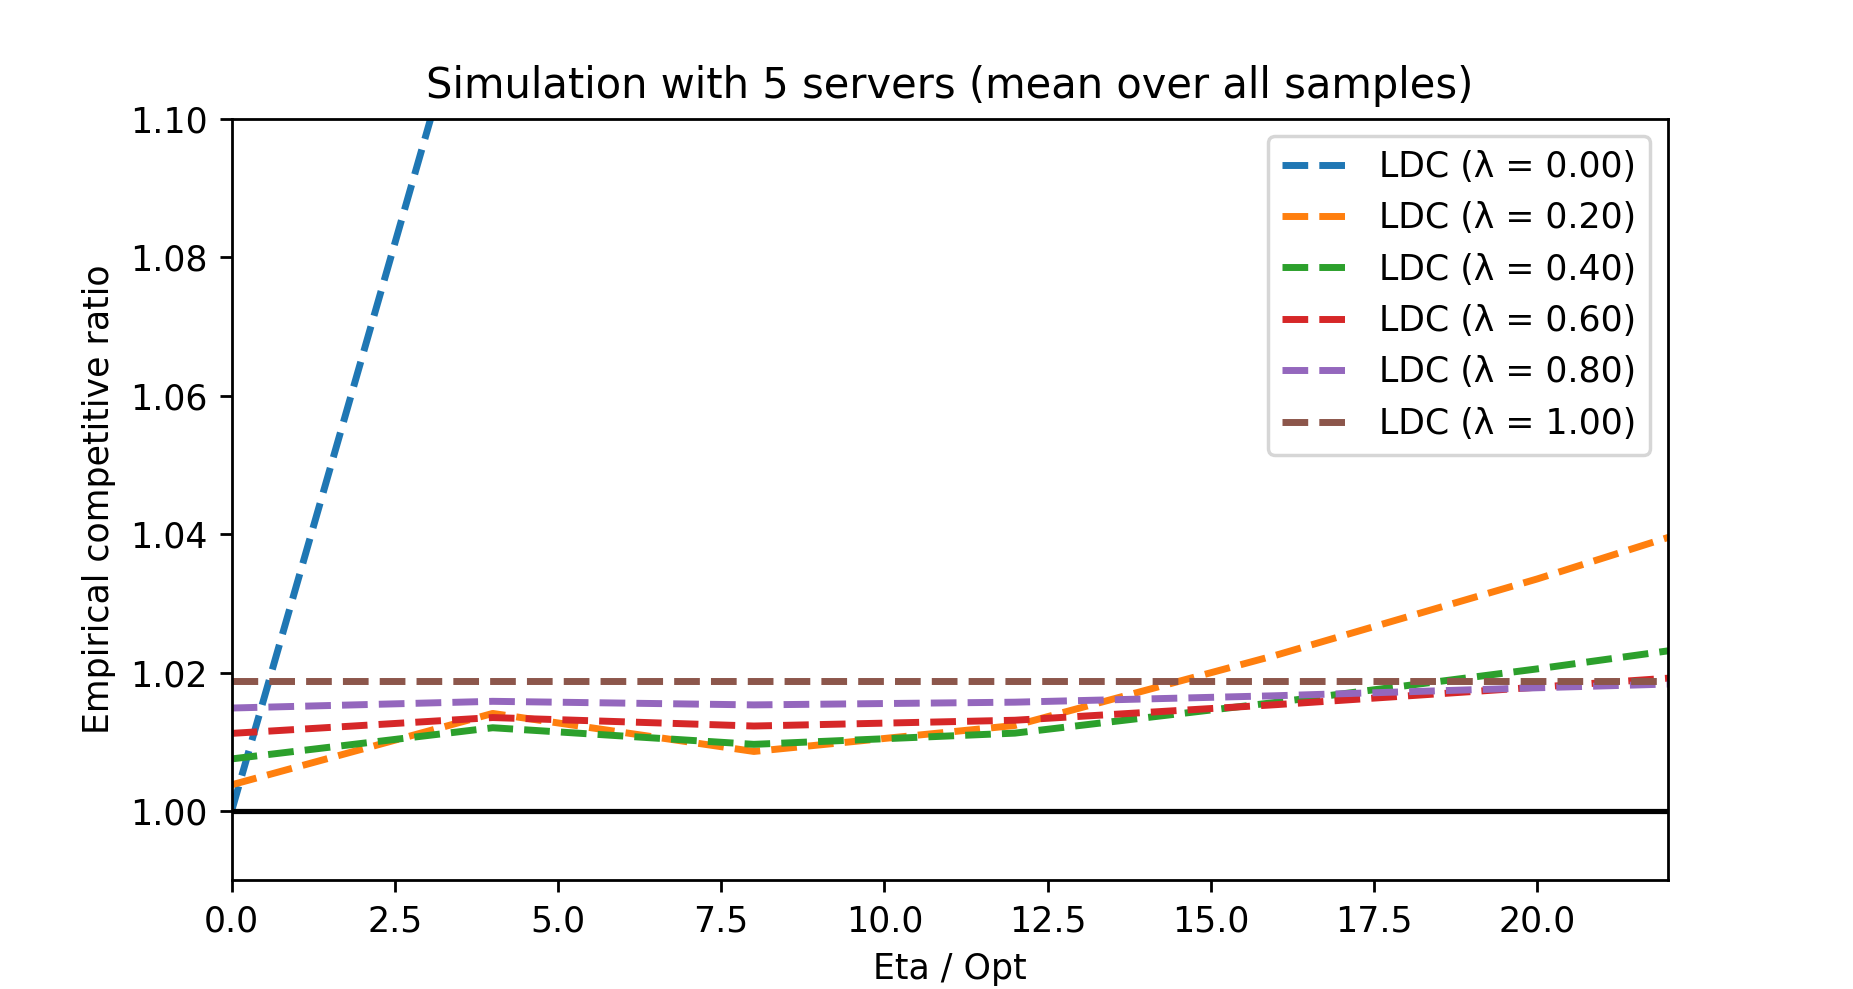 Simulation with 5 servers (mean over all samples)
Empirical competitive ratio
1.10
1.08
1.06
1.04
1.02
1.00
LDC (λ = 0.00)
LDC (λ = 0.20)
LDC (λ = 0.40)
LDC (λ = 0.60)
LDC (λ = 0.80)
LDC (λ = 1.00)
0.0 2.5 5.0 7.5 10.0 12.5 15.0 17.5 20.0
Eta / Opt